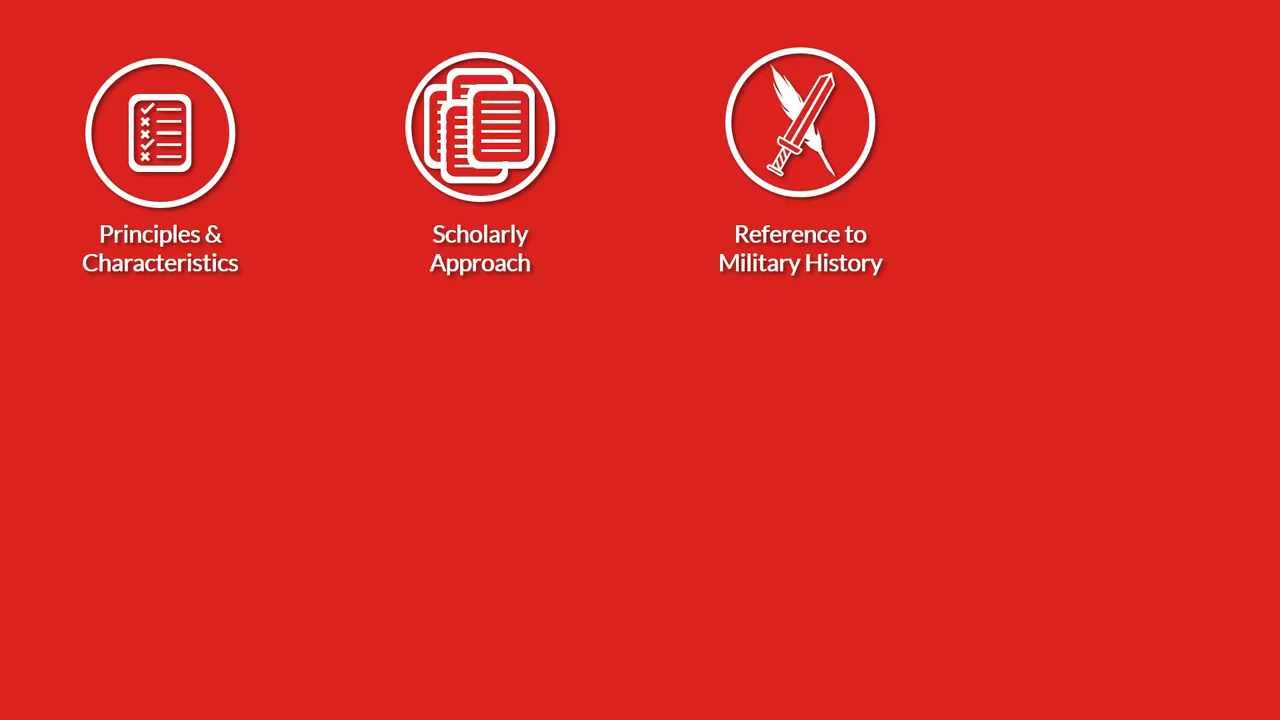 Principles &
Characteristics
Scholarly
Approach
Reference to
Military History